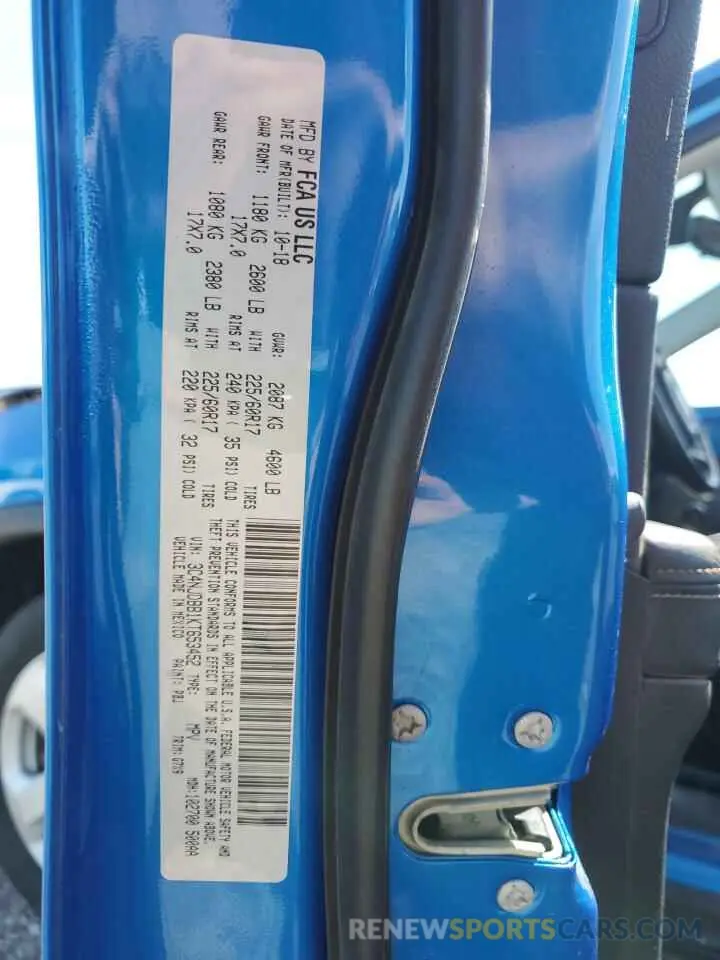 MFD BY FCA US LLC
DATE OF MFR(BUILT): 10-18 GVWR: 2087 KG 4600 LB
GAWR FRONT: 1180 KG 2600 LB WITH 225/60R17 TIRES
17X7.0 RIMS AT 240 KPA ( 35 PSI) COLD
GAWR REAR: 1080 KG 2380 LB WITH 225/60R17 TIRES
17X7.0 RIMS AT 220 KPA ( 32 PSI) COLD
THIS VEHICLE CONFORMS TO ALL APPLICABLE U.S.A. FEDERAL MOTOR VEHICLE SAFETY AND
THEFT PREVENTION STANDARDS IN EFFECT ON THE DATE OF MANUFACTURE SHOWN ABOVE.
VIN: 3C4NJDBB1KT653452 TYPE: MPV MDH: 102700 500AA
VEHICLE MADE IN MEXICO PAINT: PBJ TRIM:
RENEWSPORTSCARS.COM